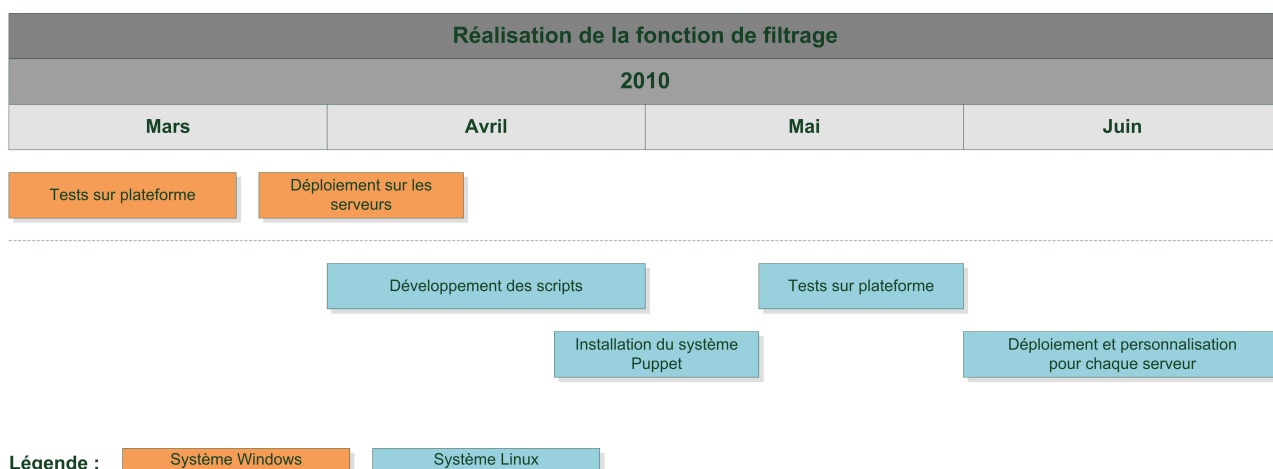 Réalisation de la fonction de filtrage
2010
Mars
Avril
Mai
Juin
Tests sur plateforme
Déploiement sur les
serveurs
Développement des scripts
Tests sur plateforme
Installation du système
Puppet
Déploiement et personnalisation
pour chaque serveur
Légende :
Système Windows
Système Linux